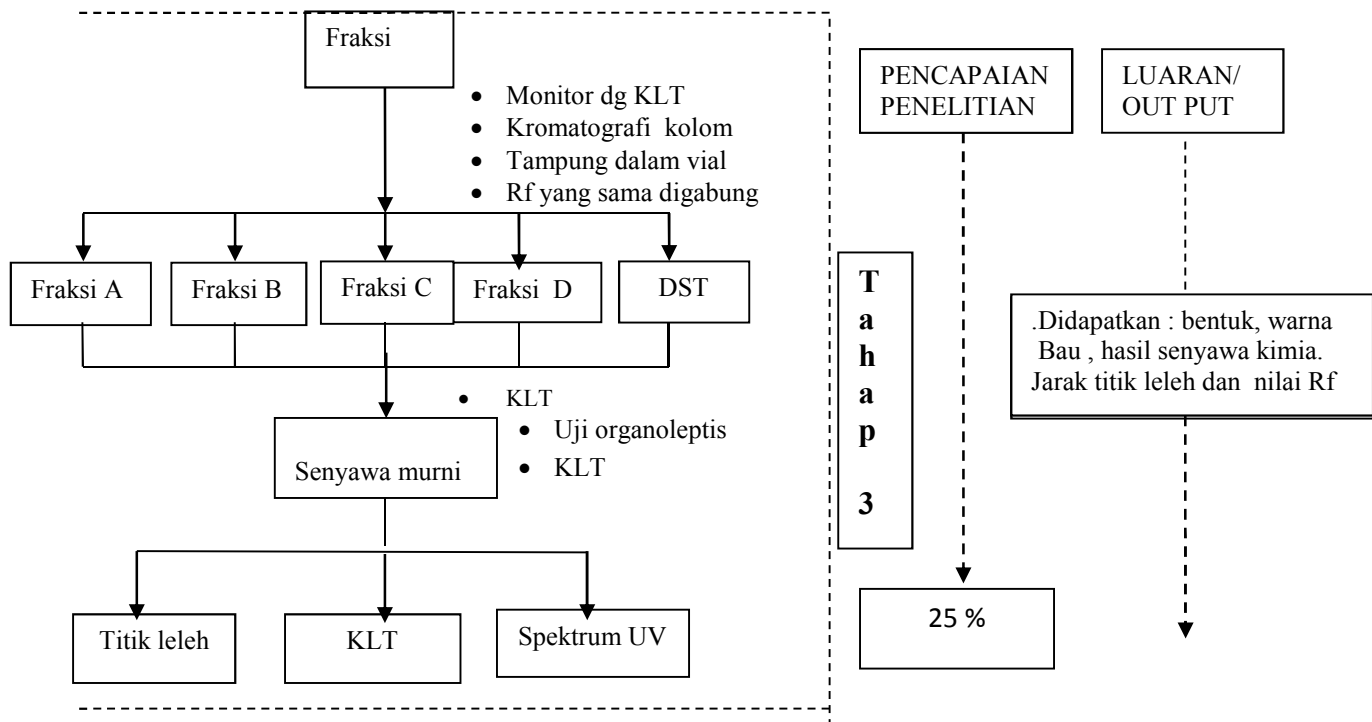 Fraksi
• Monitor dg KLT
• Kromatografi kolom
• Tampung dalam vial
• Rf yang sama digabung
Fraksi A
Fraksi B
Fraksi C
Fraksi D
DST
• KLT
• Uji organoleptis
• KLT
Senyawa murni
Titik leleh
KLT
Spektrum UV
T
a
h
a
p
3
PENCAPAIAN
PENELITIAN
25 %
LUARAN/
OUT PUT
.Didapatkan : bentuk, warna
Bau , hasil senyawa kimia.
Jarak titik leleh dan nilai Rf